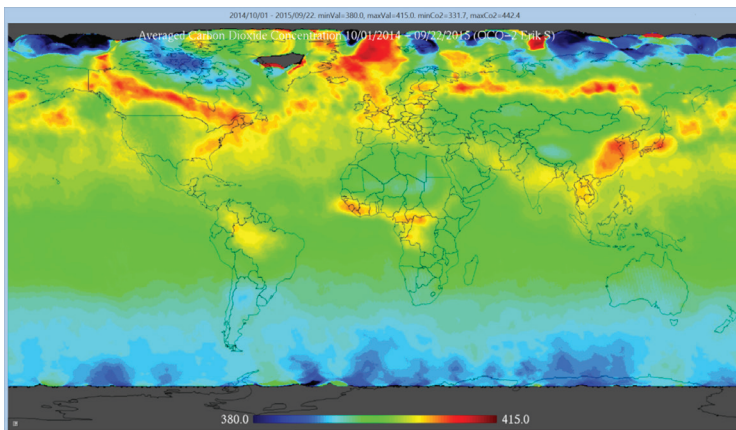 2014/10/01 - 2015/09/22. minVal=380.0, maxVal=415.0. minCo2=331.7, maxCo2=442.4
Averaged Carbon Dioxide Concentration 10/01/2014 - 09/22/2015 (OCO-2 Erik S)
380.0 415.0